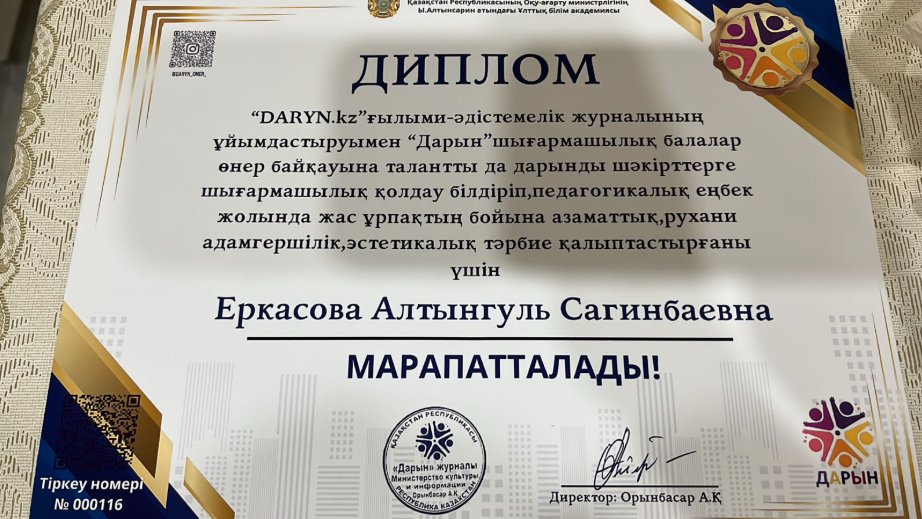 Қазақстан Республикасының Оқу-ағарту министрлігінің
Ы.Алтынсарин атындағы Ұлттық білім академиясы
@DARYN_ONER_
ДИПЛОМ
“DARYN.kz”ғылыми-әдістемелік журналының
ұйымдастыруымен “Дарын”шығармашылық балалар
өнер байқауына талантты да дарынды шәкірттерге
шығармашылық қолдау білдіріп,педагогикалық еңбек
жолында жас ұрпақтың бойына азаматтық,рухани
адамгершілік,эстетикалық тәрбие қалыптастырғаны
үшін
Еркасова Алтынгуль Сагинбаевна
МАРАПАТТАЛАДЫ!
ҚАЗАҚСТАН РЕСПУБЛИКАСЫ
«Дарын» журналы
Министерство культуры
и информации
Орынбасар А.Қ
РЕСПУБЛИКА КАЗАХСТАН
Директор: Орынбасар А.Қ
ДАРЫН
Тіркеу номері
№ 000116